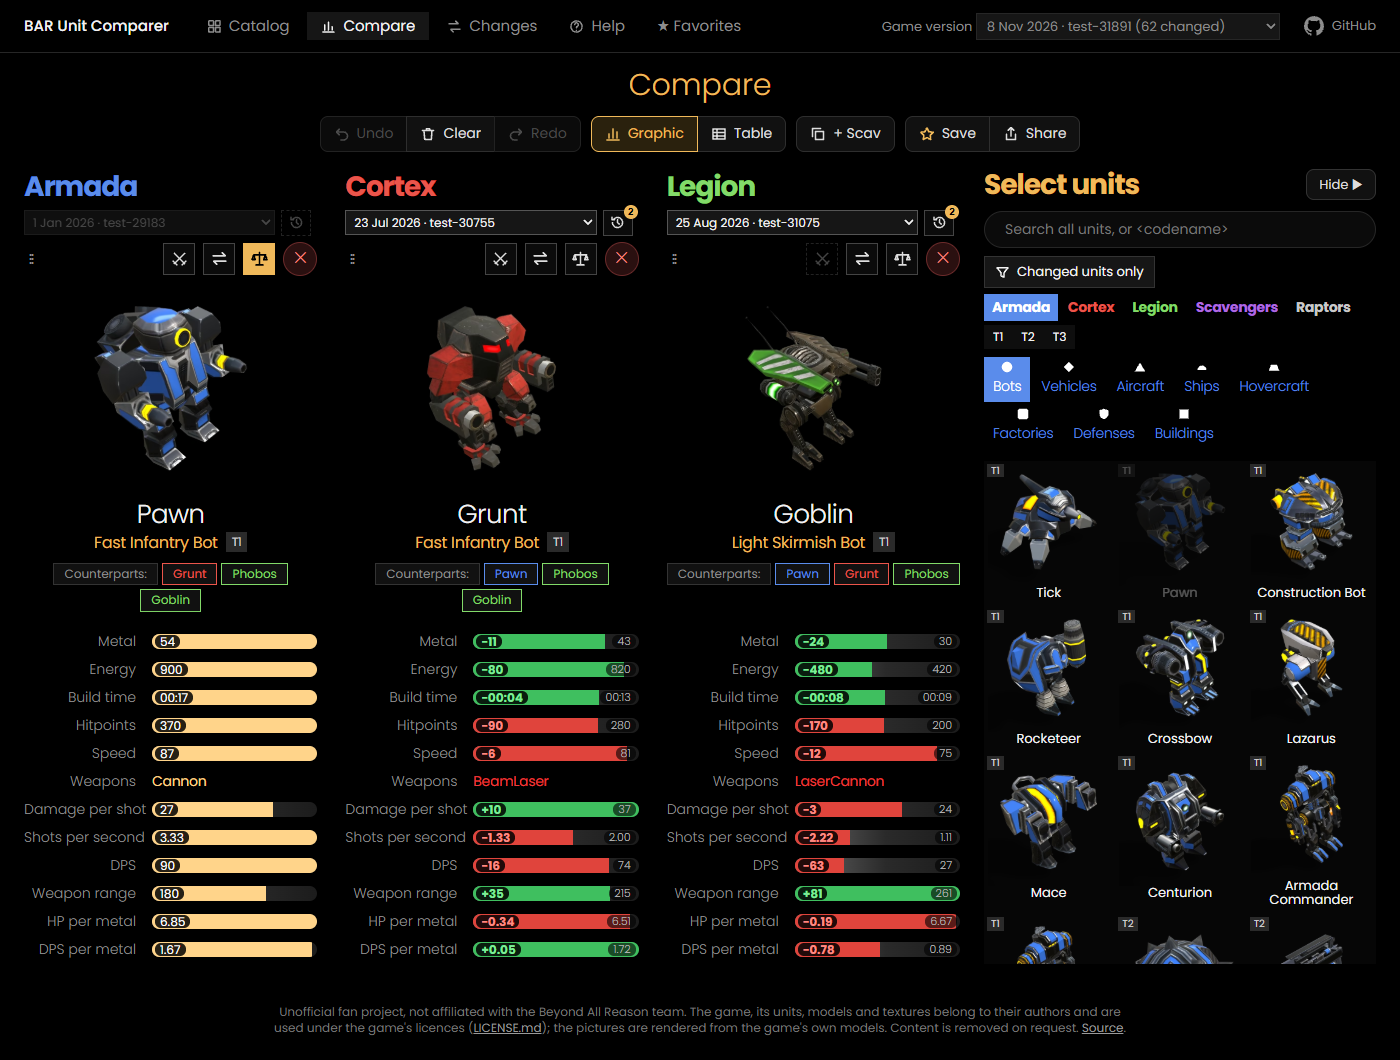 BAR Unit Comparer
Catalog
Compare
Changes
Help
★ Favorites
Game version
8 Nov 2026 · test-31891 (62 changed)
GitHub
Compare
Undo
Clear
Redo
Graphic
Table
+ Scav
Save
Share
Armada
1 Jan 2026 · test-29183
Pawn
Fast Infantry Bot T1
Counterparts: Grunt Phobos
Goblin
Metal 54
Energy 900
Build time 00:17
Hitpoints 370
Speed 87
Weapons Cannon
Damage per shot 27
Shots per second 3.33
DPS 90
Weapon range 180
HP per metal 6.85
DPS per metal 1.67
Cortex
23 Jul 2026 · test-30755
2
Grunt
Fast Infantry Bot T1
Counterparts: Pawn Phobos
Goblin
Metal -11 43
Energy -80 820
Build time -00:04 00:13
Hitpoints -90 280
Speed -6 81
Weapons BeamLaser
Damage per shot +10 37
Shots per second -1.33 2.00
DPS -16 74
Weapon range +35 215
HP per metal -0.34 6.51
DPS per metal +0.05 1.72
Legion
25 Aug 2026 · test-31075
2
Goblin
Light Skirmish Bot T1
Counterparts: Pawn Grunt Phobos
Metal -24 30
Energy -480 420
Build time -00:08 00:09
Hitpoints -170 200
Speed -12 75
Weapons LaserCannon
Damage per shot -3 24
Shots per second -2.22 1.11
DPS -63 27
Weapon range +81 261
HP per metal -0.19 6.67
DPS per metal -0.78 0.89
Select units
Hide ▶
Search all units, or <codename>
Changed units only
Armada Cortex Legion Scavengers Raptors
T1 T2 T3
Bots Vehicles Aircraft Ships Hovercraft
Factories Defenses Buildings
T1 T1 T1
Tick Pawn Construction Bot
T1 T1 T1
Rocketeer Crossbow Lazarus
T1 T1 T1
Mace Centurion Armada
Commander
T1 T2 T2
Unofficial fan project, not affiliated with the Beyond All Reason team. The game, its units, models and textures belong to their authors and are
used under the game's licences (LICENSE.md); the pictures are rendered from the game's own models. Content is removed on request. Source.